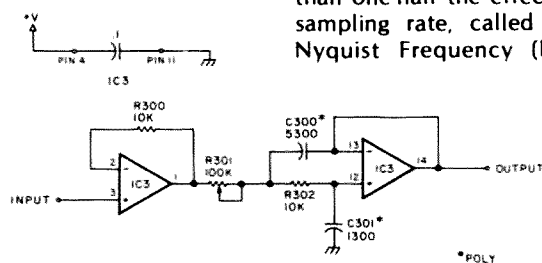 than one-half the effec
sampling rate, called
Nyquist Frequency (
+V
.1
PIN 4
PIN 11
IC3
R300
10K
C300*
5300
R301
100K
2
3
1
IC3
INPUT
13
12
14
IC3
OUTPUT
R302
10K
C301*
1300
*POLY